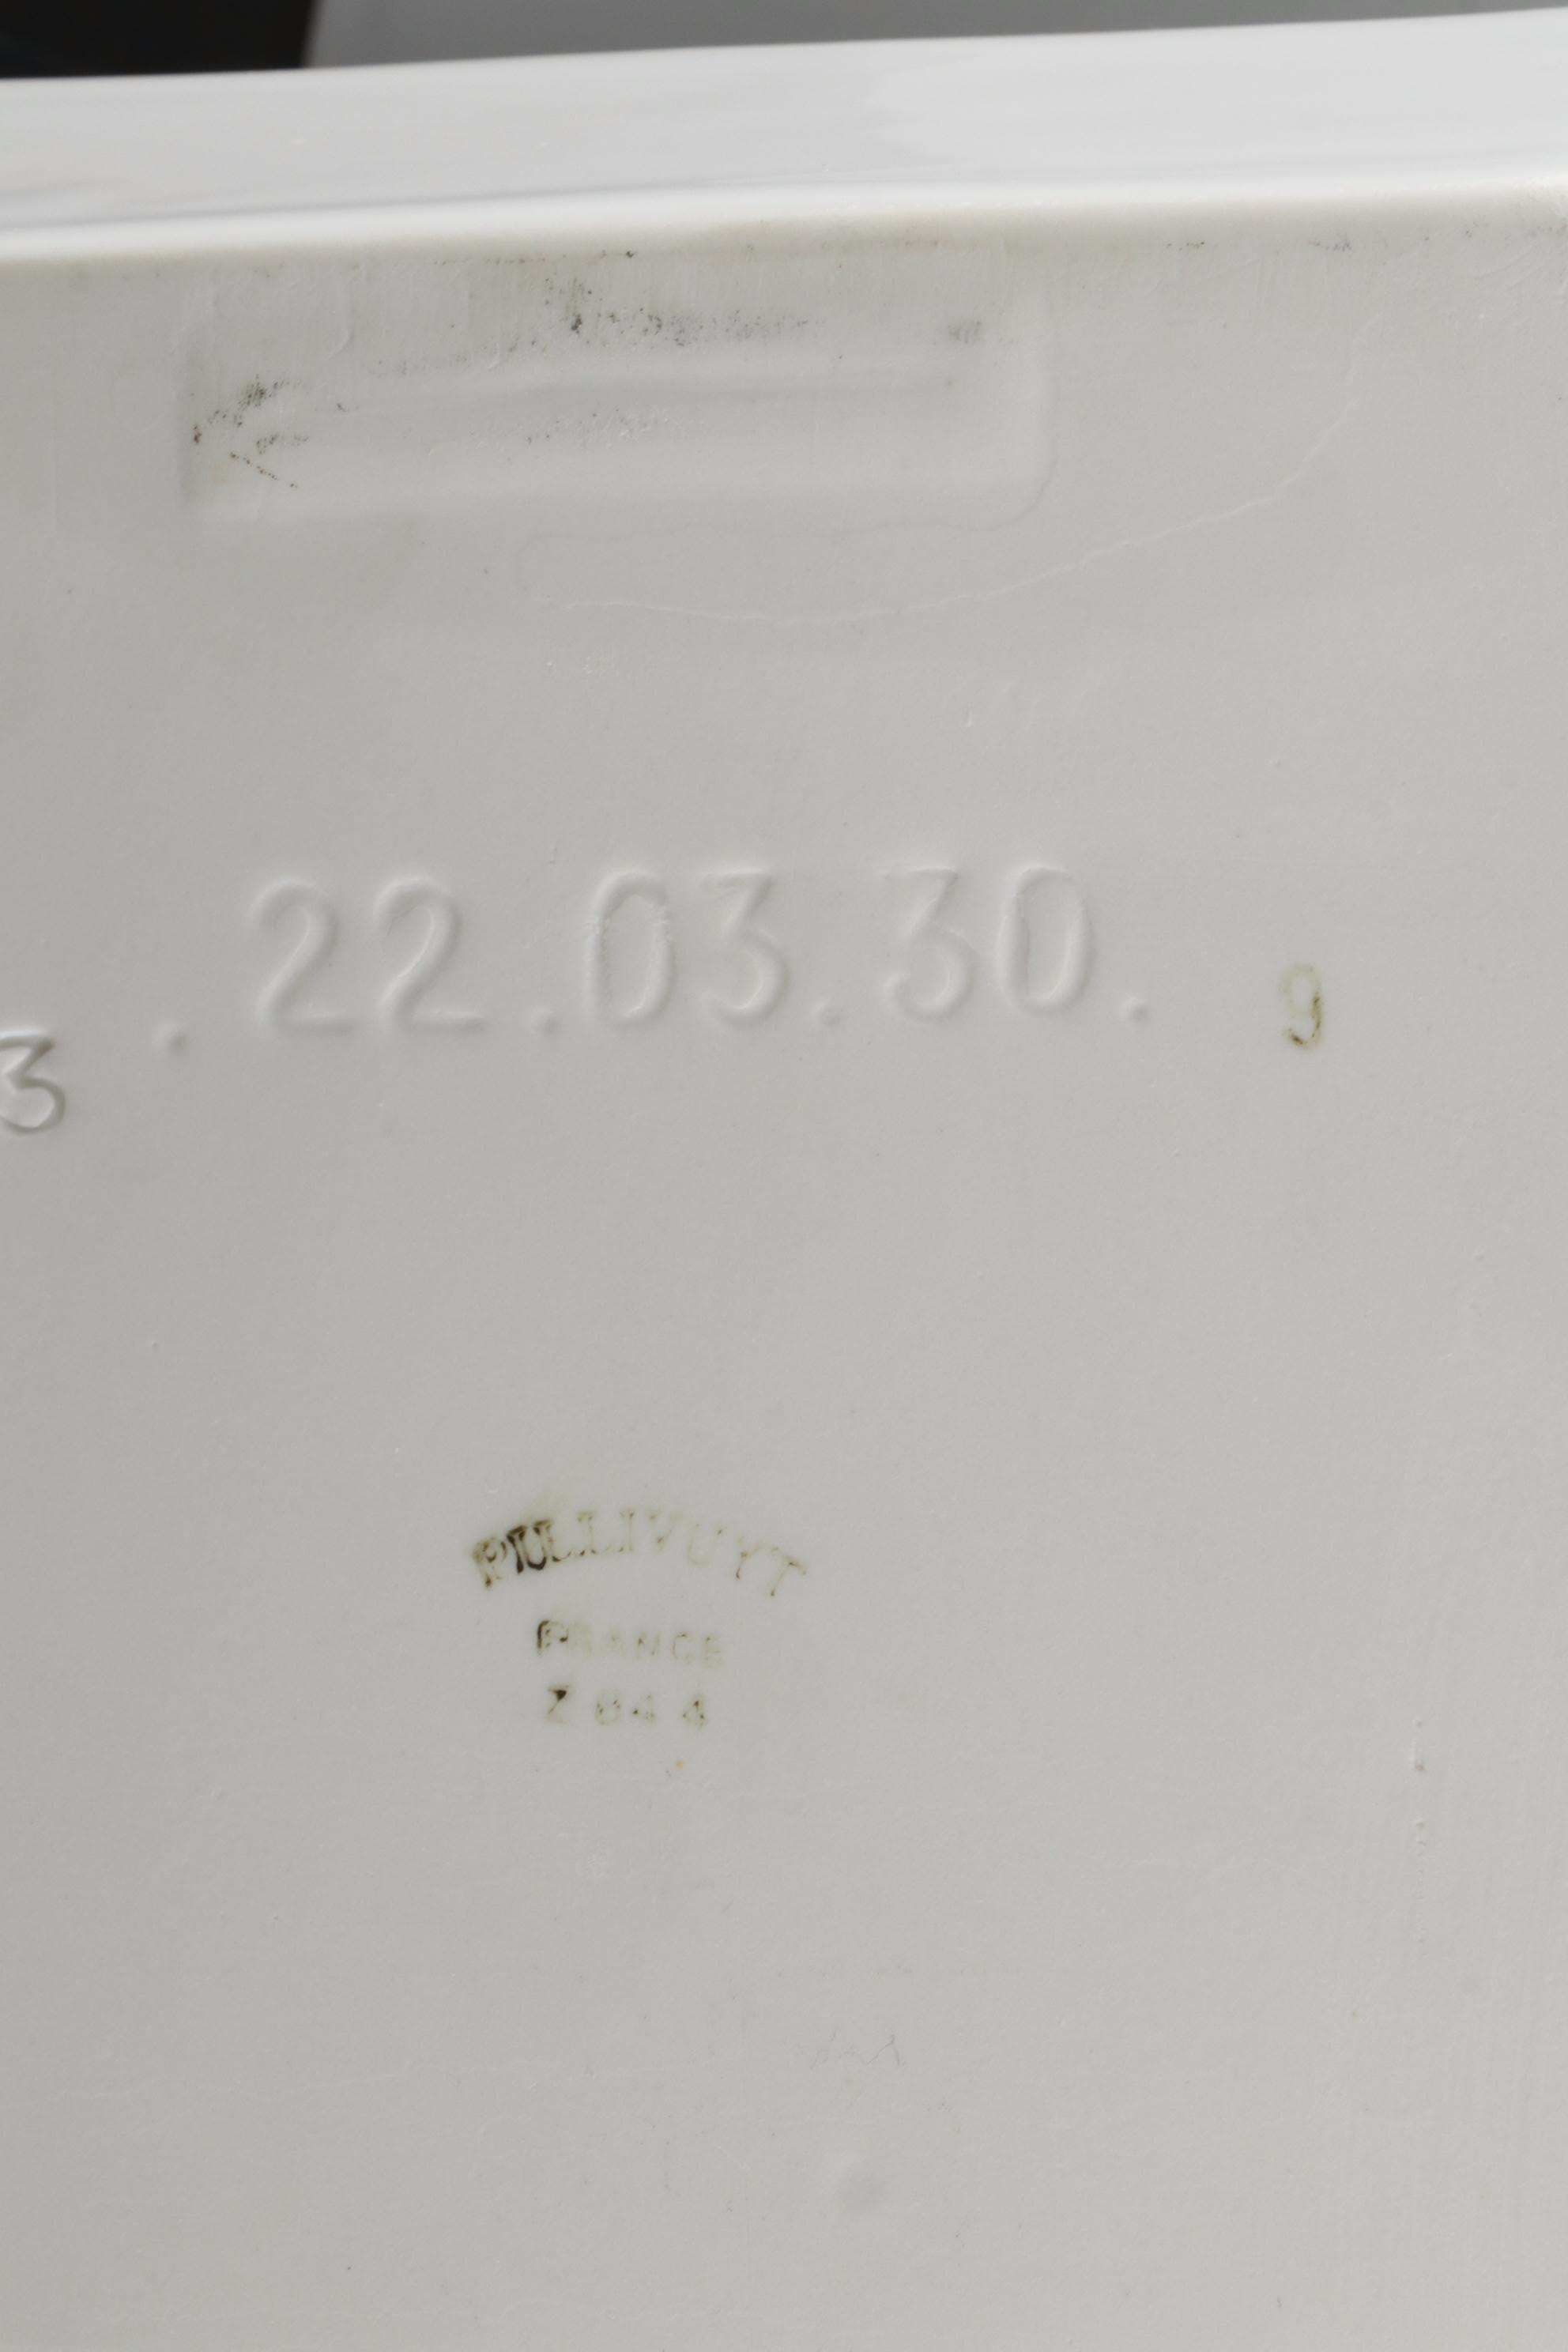 3 .22.03.30. 9
PILLIVUYT
FRANCE
Z 844